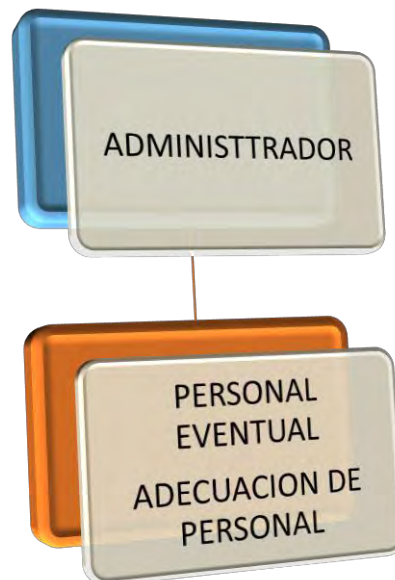 ADMINISTTRADOR
PERSONAL
EVENTUAL
ADECUACION DE
PERSONAL